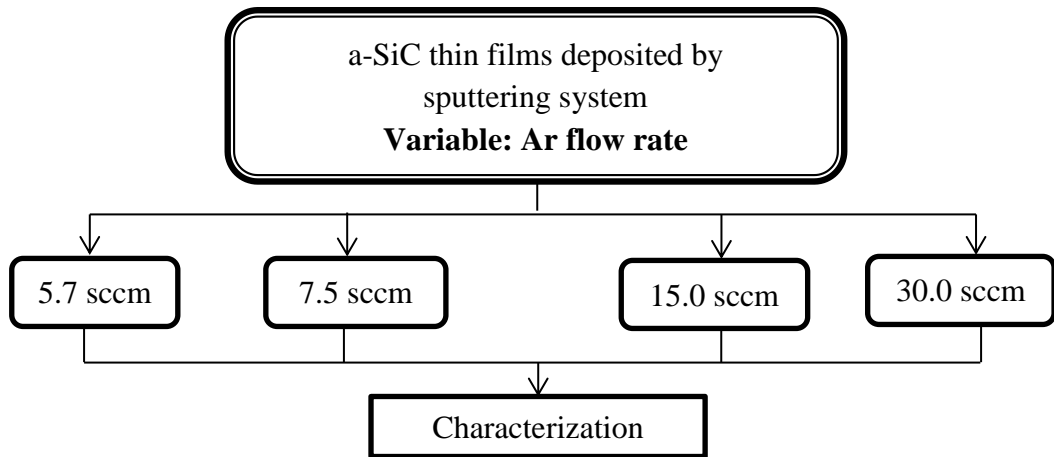 a-SiC thin films deposited by
sputtering system
Variable: Ar flow rate
5.7 sccm
7.5 sccm
15.0 sccm
30.0 sccm
Characterization